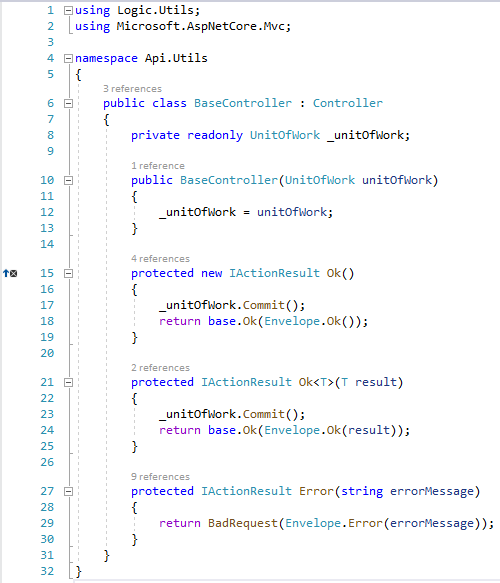 1 using Logic.Utils;
2 using Microsoft.AspNetCore.Mvc;
3
4 namespace Api.Utils
5 {
3 references
6 public class BaseController : Controller
7 {
8 private readonly UnitOfWork _unitOfWork;
9
1 reference
10 public BaseController(UnitOfWork unitOfWork)
11 {
12 _unitOfWork = unitOfWork;
13 }
14
4 references
15 protected new IActionResult Ok()
16 {
17 _unitOfWork.Commit();
18 return base.Ok(Envelope.Ok());
19 }
20
2 references
21 protected IActionResult Ok<T>(T result)
22 {
23 _unitOfWork.Commit();
24 return base.Ok(Envelope.Ok(result));
25 }
26
9 references
27 protected IActionResult Error(string errorMessage)
28 {
29 return BadRequest(Envelope.Error(errorMessage));
30 }
31 }
32 }